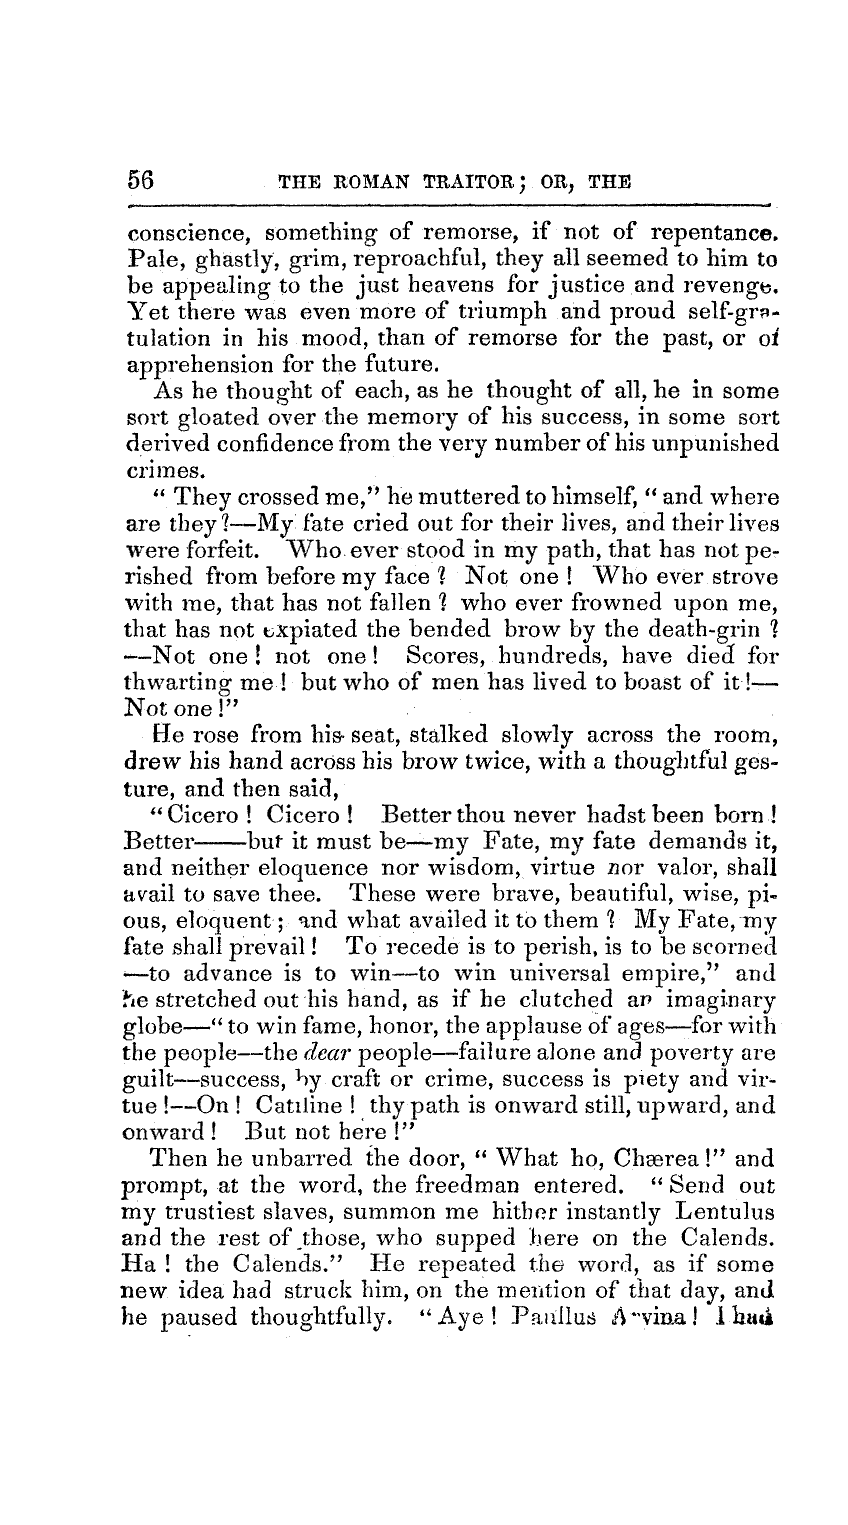 56 THE ROMAN TRAITOR; OR, THE
conscience, something of remorse, if not of repentance.
Pale, ghastly, grim, reproachful, they all seemed to him to
be appealing to the just heavens for justice and revenge.
Yet there was even more of triumph and proud self-gra-
tulation in his mood, than of remorse for the past, or of
apprehension for the future.
As he thought of each, as he thought of all, he in some
sort gloated over the memory of his success, in some sort
derived confidence from the very number of his unpunished
crimes.
“ They crossed me,” he muttered to himself, “ and where
are they?—My fate cried out for their lives, and their lives
were forfeit. Who ever stood in my path, that has not pe-
rished from before my face ? Not one ! Who ever strove
with me, that has not fallen ? who ever frowned upon me,
that has not expiated the bended brow by the death-grin ?
—Not one ! not one ! Scores, hundreds, have died for
thwarting me ! but who of men has lived to boast of it !—
Not one !”
He rose from his seat, stalked slowly across the room,
drew his hand across his brow twice, with a thoughtful ges-
ture, and then said,
“ Cicero ! Cicero ! Better thou never hadst been born !
Better——but it must be—my Fate, my fate demands it,
and neither eloquence nor wisdom, virtue nor valor, shall
avail to save thee. These were brave, beautiful, wise, pi-
ous, eloquent ; and what availed it to them ? My Fate, my
fate shall prevail ! To recede is to perish, is to be scorned
—to advance is to win—to win universal empire,” and
he stretched out his hand, as if he clutched an imaginary
globe—“ to win fame, honor, the applause of ages—for with
the people—the dear people—failure alone and poverty are
guilt—success, by craft or crime, success is piety and vir-
tue !—On ! Catiline ! thy path is onward still, upward, and
onward ! But not here !”
Then he unbarred the door, “ What ho, Chærea !” and
prompt, at the word, the freedman entered. “ Send out
my trustiest slaves, summon me hither instantly Lentulus
and the rest of those, who supped here on the Calends.
Ha ! the Calends.” He repeated the word, as if some
new idea had struck him, on the mention of that day, and
he paused thoughtfully. “ Aye ! Paullus Arvina ! I had